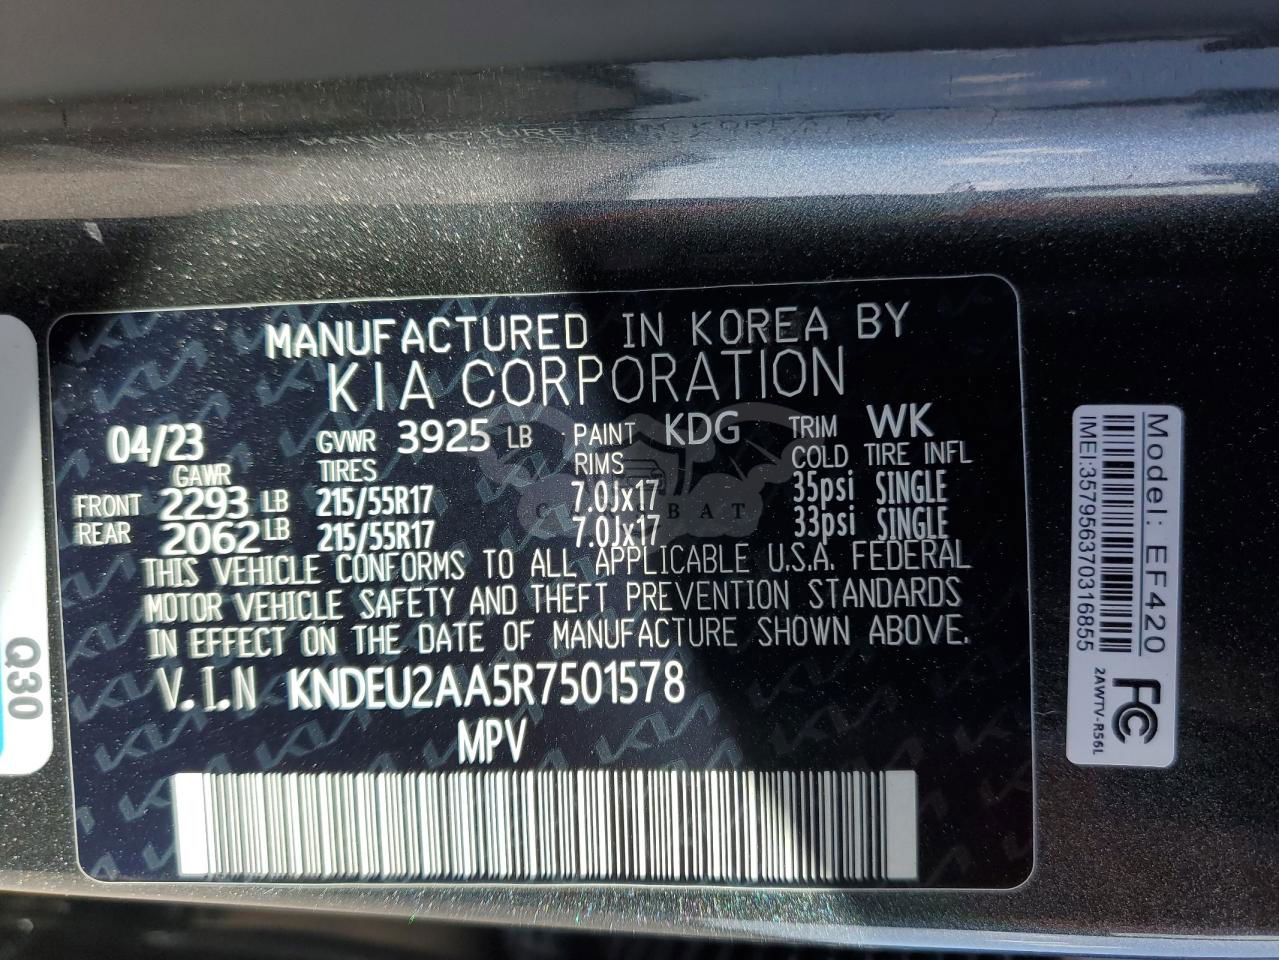 MANUFACTURED IN KOREA BY
KIA CORPORATION
04/23 GVWR 3925 LB PAINT KDG TRIM WK
GAWR TIRES RIMS COLD TIRE INFL
FRONT 2293 LB 215/55R17 7.0Jx17 35psi SINGLE
REAR 2062 LB 215/55R17 7.0Jx17 33psi SINGLE
THIS VEHICLE CONFORMS TO ALL APPLICABLE U.S.A. FEDERAL
MOTOR VEHICLE SAFETY AND THEFT PREVENTION STANDARDS
IN EFFECT ON THE DATE OF MANUFACTURE SHOWN ABOVE.
V.I.N KNDEU2AA5R7501578
MPV
Q30
Model: EF420
IMEI:357956370316855
FC
2AWTV-R56L